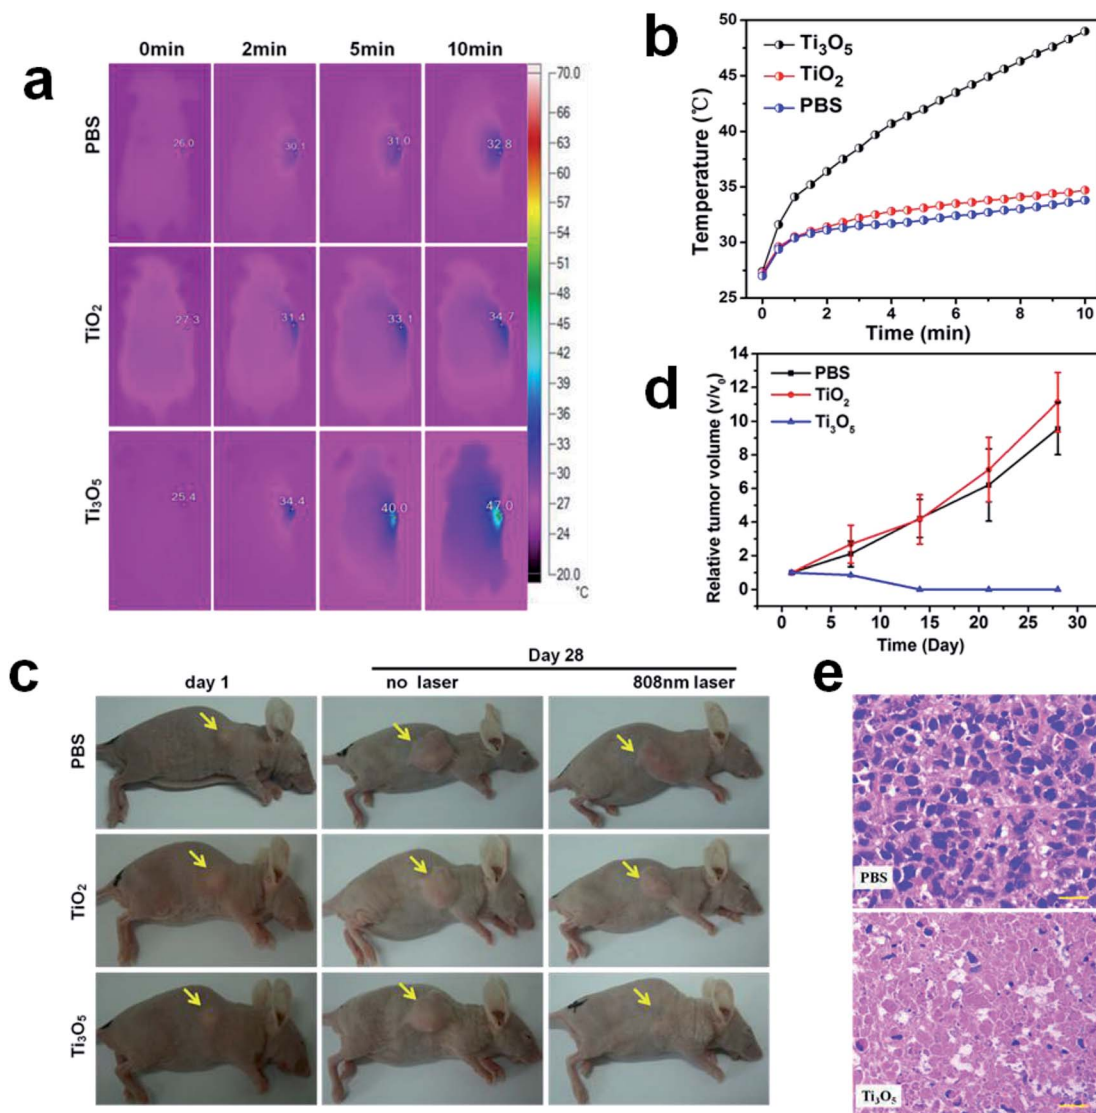 a
0min 2min 5min 10min
PBS
26.0 30.1 31.0 32.8
TiO2
27.3 31.4 33.1 34.7
Ti3O5
25.4 34.4 40.0 47.0
70.0
66
63
60
57
54
51
48
45
42
39
36
33
30
27
24
20.0
°C
b
Temperature (℃)
50
45
40
35
30
25
Ti3O5
TiO2
PBS
0 2 4 6 8 10
Time (min)
d
Relative tumor volume (v/v0)
14
12
10
8
6
4
2
0
PBS
TiO2
Ti3O5
0 5 10 15 20 25 30
Time (Day)
c
Day 28
day 1 no laser 808nm laser
PBS
TiO2
Ti3O5
e
PBS
Ti3O5